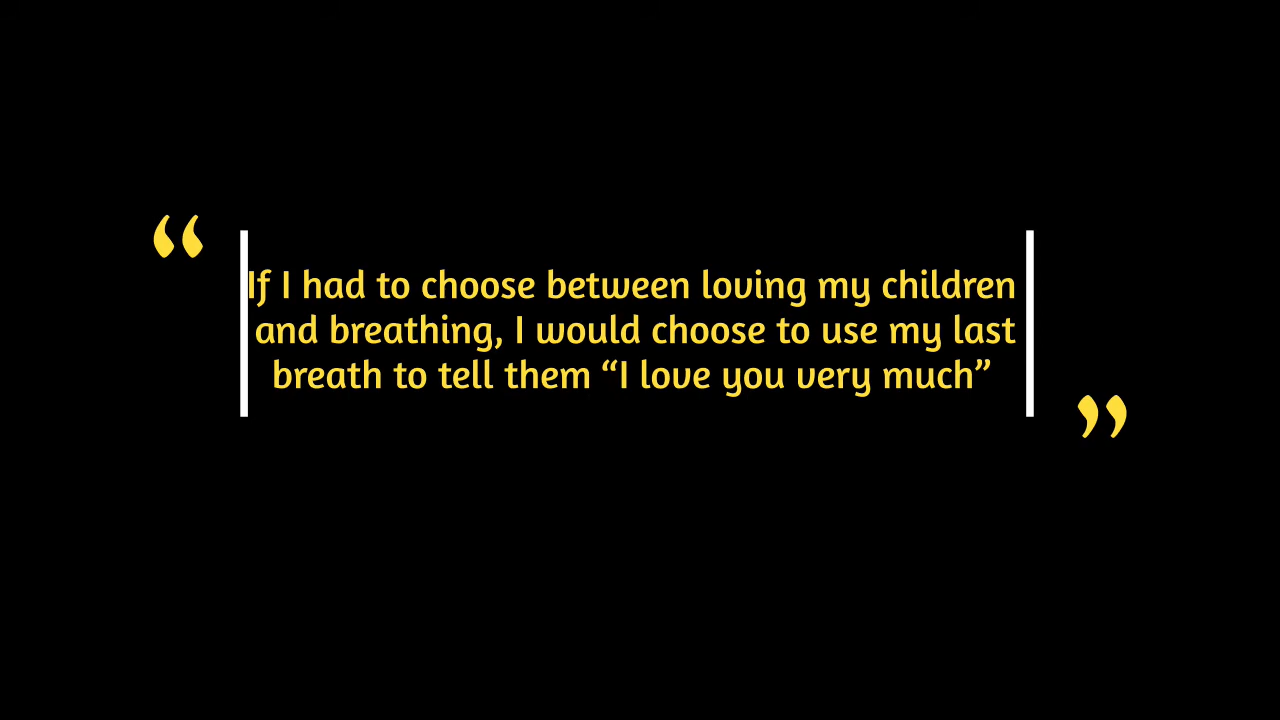 “
If I had to choose between loving my children
and breathing, I would choose to use my last
breath to tell them “I love you very much”
”